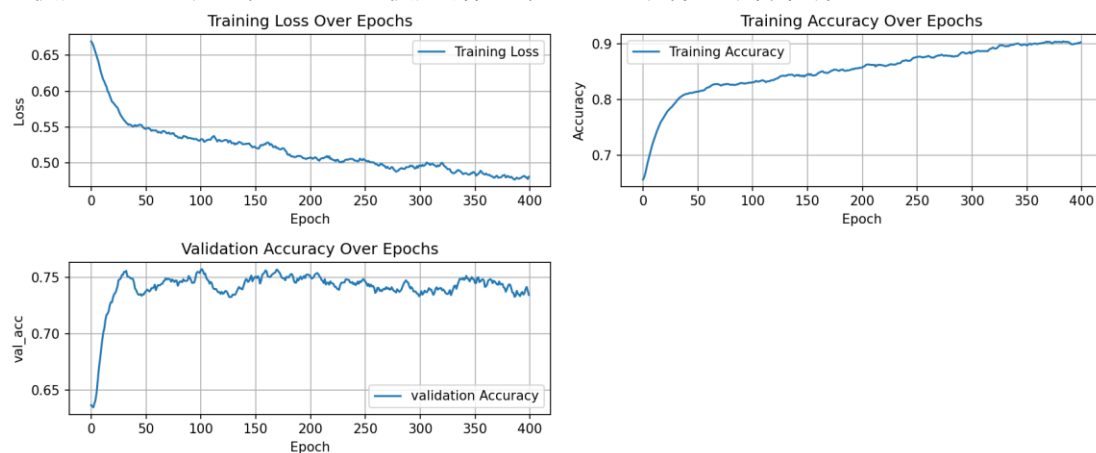 Training Loss Over Epochs
Training Loss
Loss
0.65
0.60
0.55
0.50
0 50 100 150 200 250 300 350 400
Epoch
Training Accuracy Over Epochs
Training Accuracy
Accuracy
0.9
0.8
0.7
0 50 100 150 200 250 300 350 400
Epoch
Validation Accuracy Over Epochs
val_acc
0.75
0.70
0.65
validation Accuracy
0 50 100 150 200 250 300 350 400
Epoch